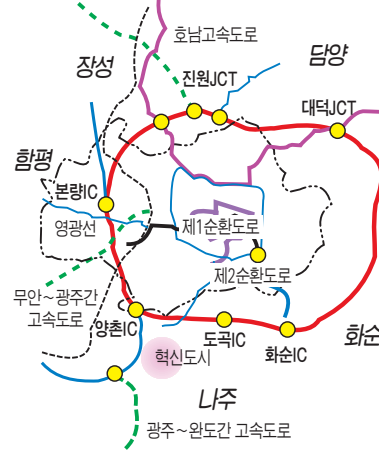 호남고속도로
장성
담양
진원JCT
대덕JCT
함평
본량IC
영광선
제1순환도로
제2순환도로
무안~광주간
고속도로
양촌IC
도곡IC
화순IC
화순
혁신도시
나주
광주~완도간 고속도로